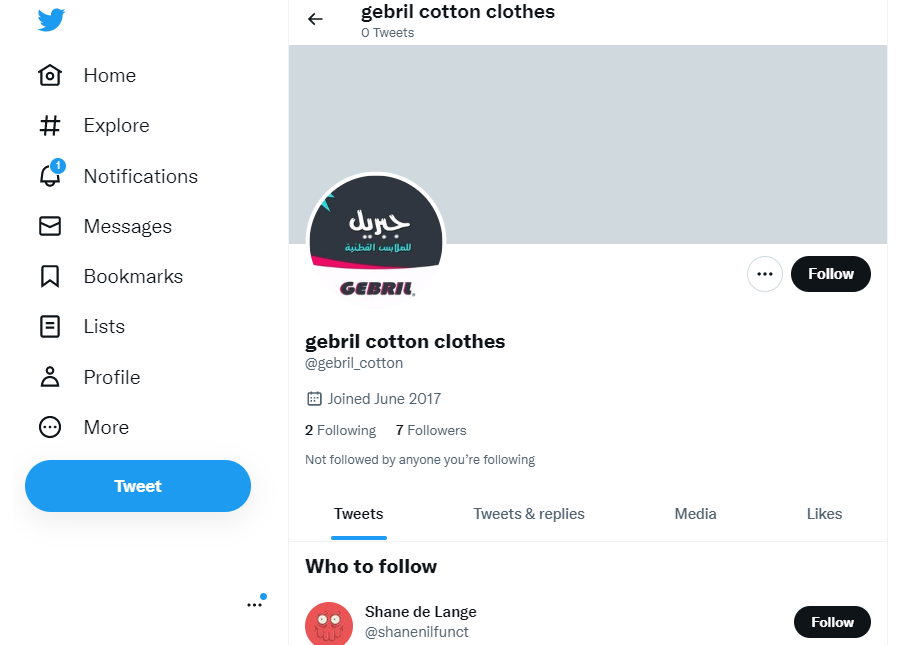 gebril cotton clothes
0 Tweets
Home
Explore
Notifications
1
Messages
Bookmarks
Lists
Profile
More
Tweet
جبريل
للملابس القطنية
GEBRIL
Follow
gebril cotton clothes
@gebril_cotton
Joined June 2017
2 Following 7 Followers
Not followed by anyone you’re following
Tweets Tweets & replies Media Likes
Who to follow
Shane de Lange
@shanenilfunct
Follow